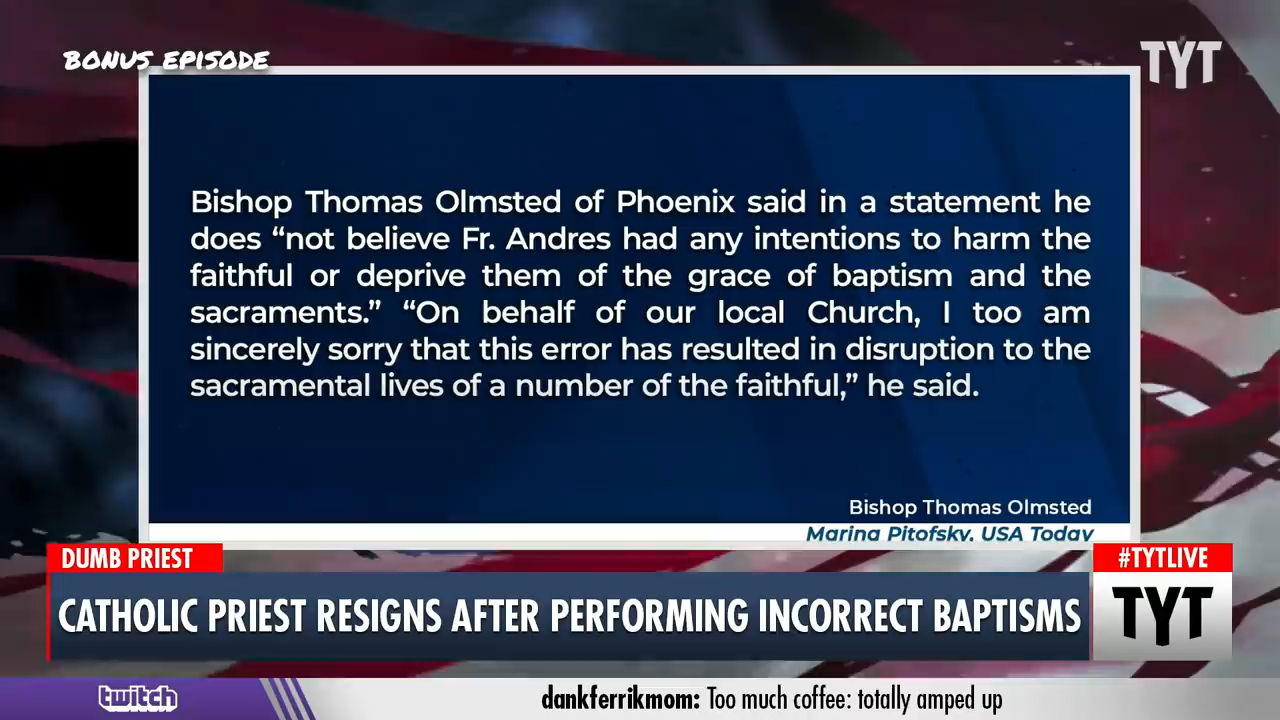 BONUS EPISODE
TYT
Bishop Thomas Olmsted of Phoenix said in a statement he
does “not believe Fr. Andres had any intentions to harm the
faithful or deprive them of the grace of baptism and the
sacraments.” “On behalf of our local Church, I too am
sincerely sorry that this error has resulted in disruption to the
sacramental lives of a number of the faithful,” he said.
Bishop Thomas Olmsted
Marina Pitofsky, USA Today
DUMB PRIEST
#TYTLIVE
CATHOLIC PRIEST RESIGNS AFTER PERFORMING INCORRECT BAPTISMS
TYT
twitch
dankferrikmom: Too much coffee: totally amped up